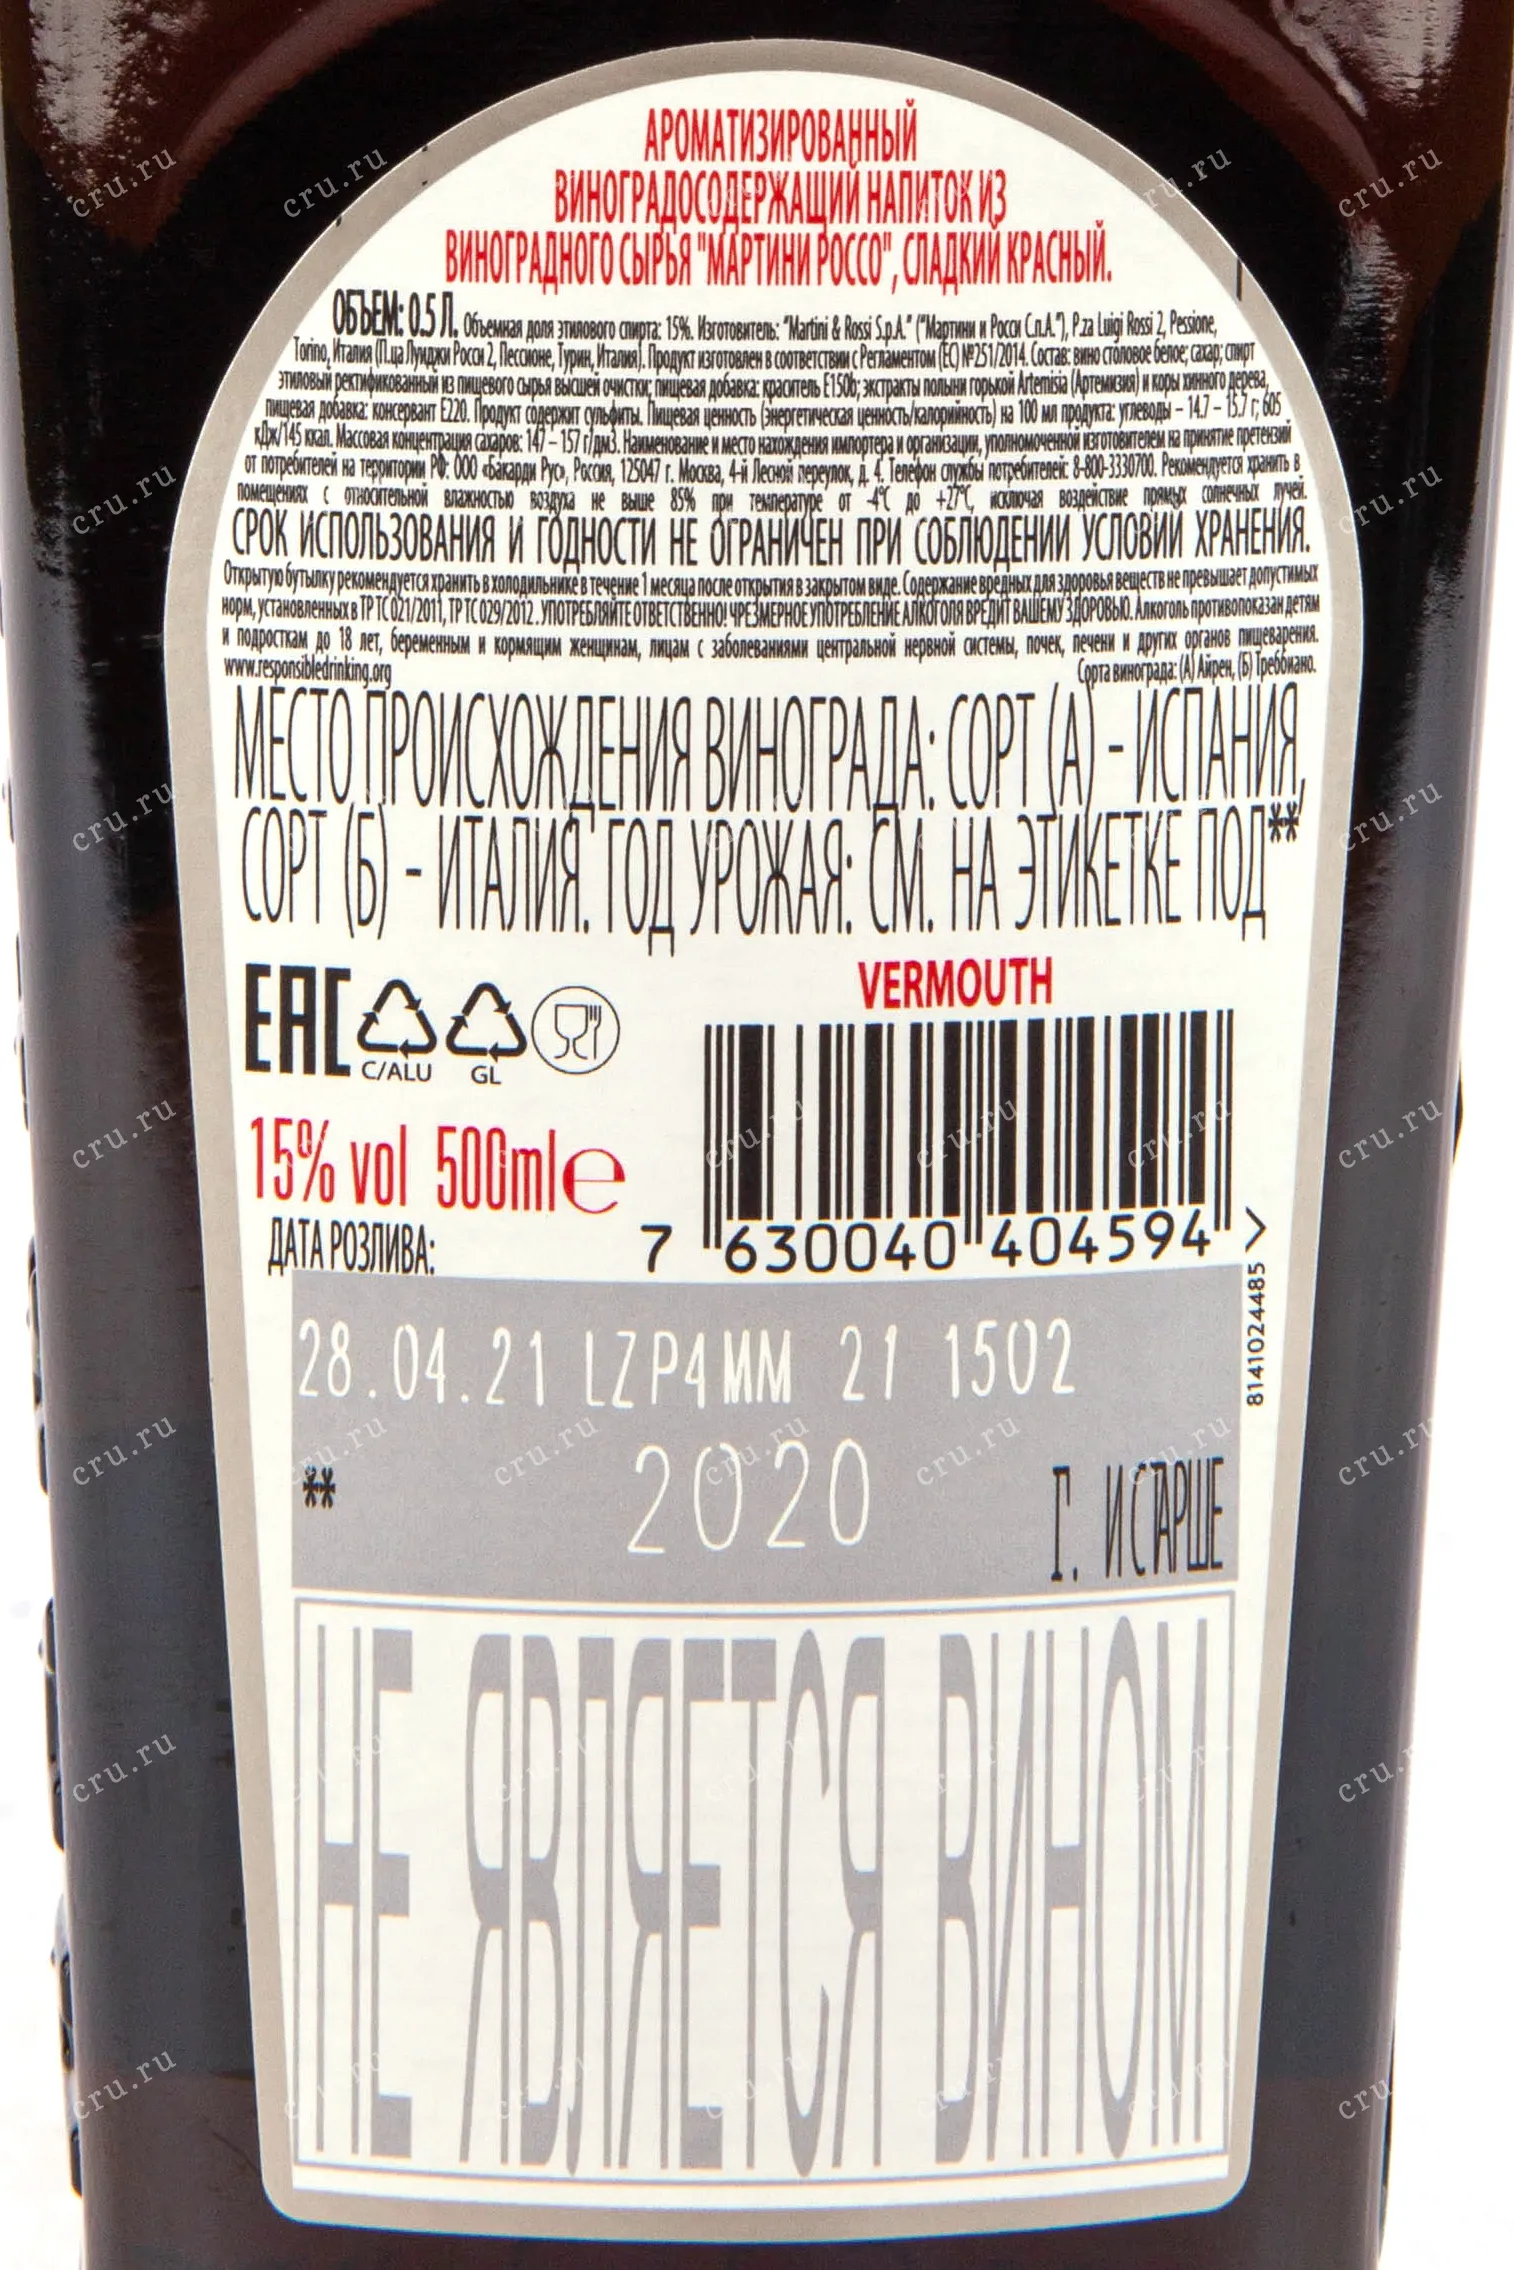 АРОМАТИЗИРОВАННЫЙ
ВИНОГРАДОСОДЕРЖАЩИЙ НАПИТОК ИЗ
ВИНОГРАДНОГО СЫРЬЯ "МАРТИНИ РОССО", СЛАДКИЙ КРАСНЫЙ.
ОБЪЕМ: 0.5 Л. Объемная доля этилового спирта: 15%. Изготовитель: "Martini & Rossi S.p.A." ("Мартини и Росси С.п.А."), P.za Luigi Rossi 2, Pessione,
Torino, Италия (П.ца Луиджи Росси 2, Пессионе, Турин, Италия). Продукт изготовлен в соответствии с Регламентом (ЕС) №251/2014. Состав: вино столовое белое; сахар; спирт
этиловый ректификованный из пищевого сырья высшей очистки; пищевая добавка: краситель Е150b; экстракты полыни горькой Artemisia (Артемизия) и коры хинного дерева,
пищевая добавка: консервант Е220. Продукт содержит сульфиты. Пищевая ценность (энергетическая ценность/калорийность) на 100 мл продукта: углеводы – 14.7 – 15.7 г; 605
кДж/145 ккал. Массовая концентрация сахаров: 147 – 157 г/дм3. Наименование и место нахождения импортера и организации, уполномоченной изготовителем на принятие претензий
от потребителей на территории РФ: ООО «Бакарди Рус», Россия, 125047 г. Москва, 4-й Лесной переулок, д. 4. Телефон службы потребителей: 8-800-3330700. Рекомендуется хранить в
помещениях с относительной влажностью воздуха не выше 85% при температуре от -4°С до +27°С, исключая воздействие прямых солнечных лучей.
СРОК ИСПОЛЬЗОВАНИЯ И ГОДНОСТИ НЕ ОГРАНИЧЕН ПРИ СОБЛЮДЕНИИ УСЛОВИЙ ХРАНЕНИЯ.
Открытую бутылку рекомендуется хранить в холодильнике в течение 1 месяца после открытия в закрытом виде. Содержание вредных для здоровья веществ не превышает допустимых
норм, установленных в ТР ТС 021/2011, ТР ТС 029/2012. УПОТРЕБЛЯЙТЕ ОТВЕТСТВЕННО! ЧРЕЗМЕРНОЕ УПОТРЕБЛЕНИЕ АЛКОГОЛЯ ВРЕДИТ ВАШЕМУ ЗДОРОВЬЮ. Алкоголь противопоказан детям
и подросткам до 18 лет, беременным и кормящим женщинам, лицам с заболеваниями центральной нервной системы, почек, печени и других органов пищеварения.
www.responsibledrinking.org Сорта винограда: (А) Айрен, (Б) Треббиано.
МЕСТО ПРОИСХОЖДЕНИЯ ВИНОГРАДА: СОРТ (А) – ИСПАНИЯ,
СОРТ (Б) – ИТАЛИЯ. ГОД УРОЖАЯ: СМ. НА ЭТИКЕТКЕ ПОД**
EAC
C/ALU GL
VERMOUTH
15% vol 500ml e
7 630040 404594 >
ДАТА РОЗЛИВА:
8141024485
28.04.21 LZP4MM 21 1502
** 2020 Г. И СТАРШЕ
НЕ ЯВЛЯЕТСЯ ВИНОМ
cru.ru